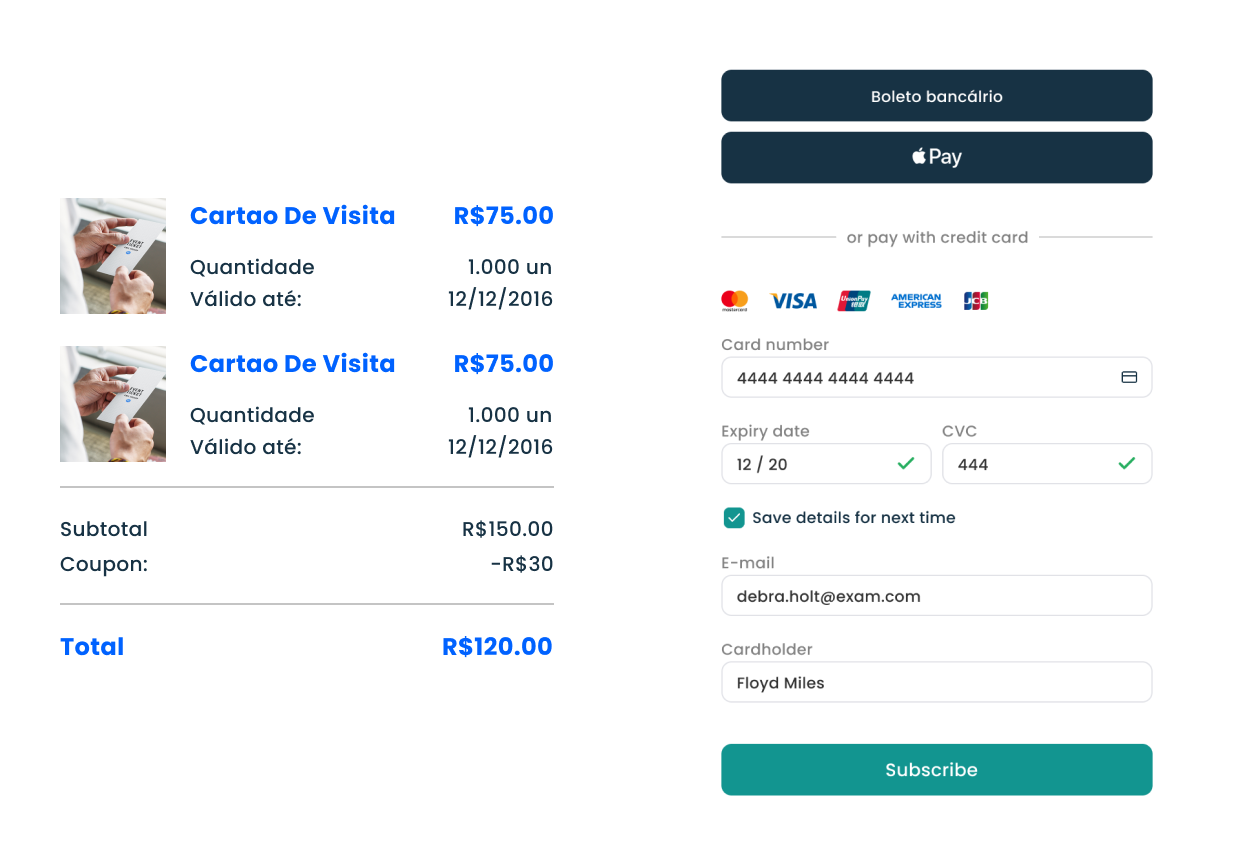 Cartao De Visita R$75.00
Quantidade 1.000 un
Válido até: 12/12/2016
Cartao De Visita R$75.00
Quantidade 1.000 un
Válido até: 12/12/2016
Subtotal R$150.00
Coupon: -R$30
Total R$120.00
Boleto bancálrio
Pay
or pay with credit card
mastercard VISA UnionPay AMERICAN EXPRESS JCB
Card number
4444 4444 4444 4444
Expiry date CVC
12 / 20 444
Save details for next time
E-mail
debra.holt@exam.com
Cardholder
Floyd Miles
Subscribe